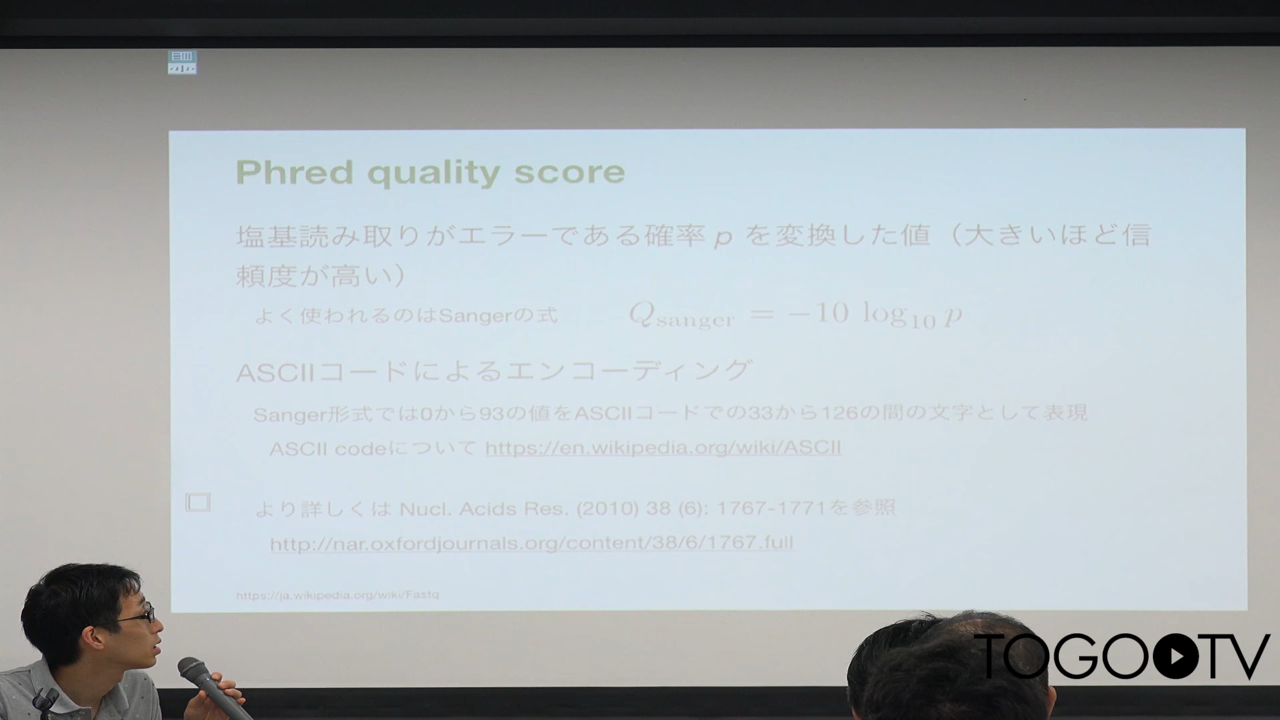 Phred quality score
塩基読み取りがエラーである確率 p を変換した値（大きいほど信
頼度が高い）
よく使われるのはSangerの式 Qsanger = −10 log10 p
ASCIIコードによるエンコーディング
Sanger形式では0から93の値をASCIIコードでの33から126の間の文字として表現
ASCII codeについて https://en.wikipedia.org/wiki/ASCII
より詳しくは Nucl. Acids Res. (2010) 38 (6): 1767-1771を参照
http://nar.oxfordjournals.org/content/38/6/1767.full
https://ja.wikipedia.org/wiki/Fastq
TOGOTV